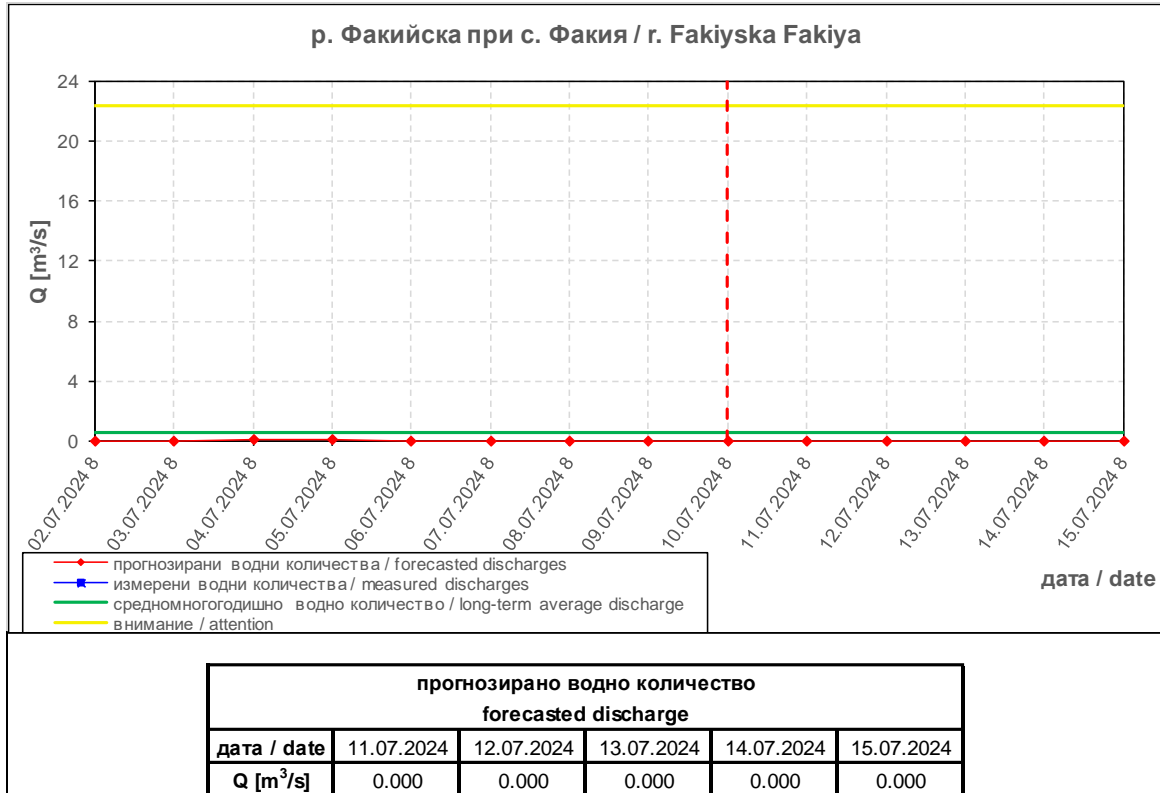 р. Факийска при с. Факия / r. Fakiyska Fakiya
24
20
16
12
8
4
0
Q [m³/s]
02.07.2024 8
03.07.2024 8
04.07.2024 8
05.07.2024 8
06.07.2024 8
07.07.2024 8
08.07.2024 8
09.07.2024 8
10.07.2024 8
11.07.2024 8
12.07.2024 8
13.07.2024 8
14.07.2024 8
15.07.2024 8
дата / date
прогнозирани водни количества / forecasted discharges
измерени водни количества / measured discharges
средномногогодишно водно количество / long-term average discharge
внимание / attention
прогнозирано водно количество
forecasted discharge
дата / date 11.07.2024 12.07.2024 13.07.2024 14.07.2024 15.07.2024
Q [m³/s] 0.000 0.000 0.000 0.000 0.000